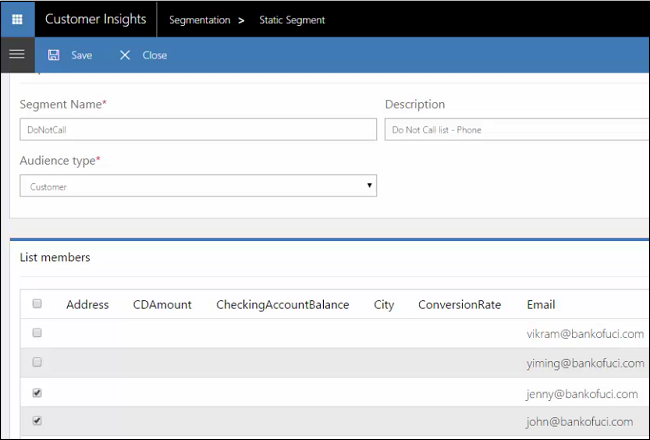 Customer Insights Segmentation > Static Segment
Save Close
Segment Name* Description
DoNotCall Do Not Call list - Phone
Audience type*
Customer
List members
Address CDAmount CheckingAccountBalance City ConversionRate Email
vikram@bankofuci.com
yiming@bankofuci.com
jenny@bankofuci.com
john@bankofuci.com